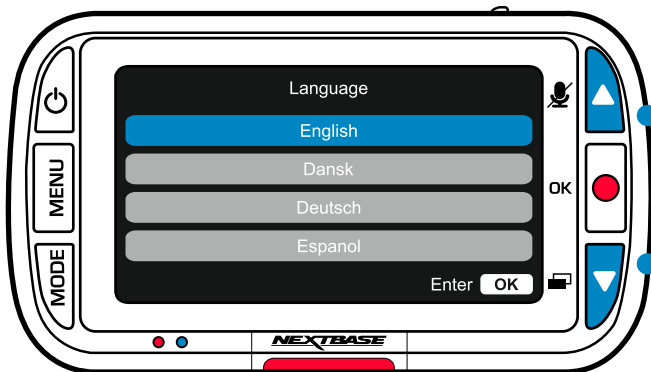 Language
English
Dansk
Deutsch
Espanol
Enter OK
MENU
MODE
OK
NEXTBASE